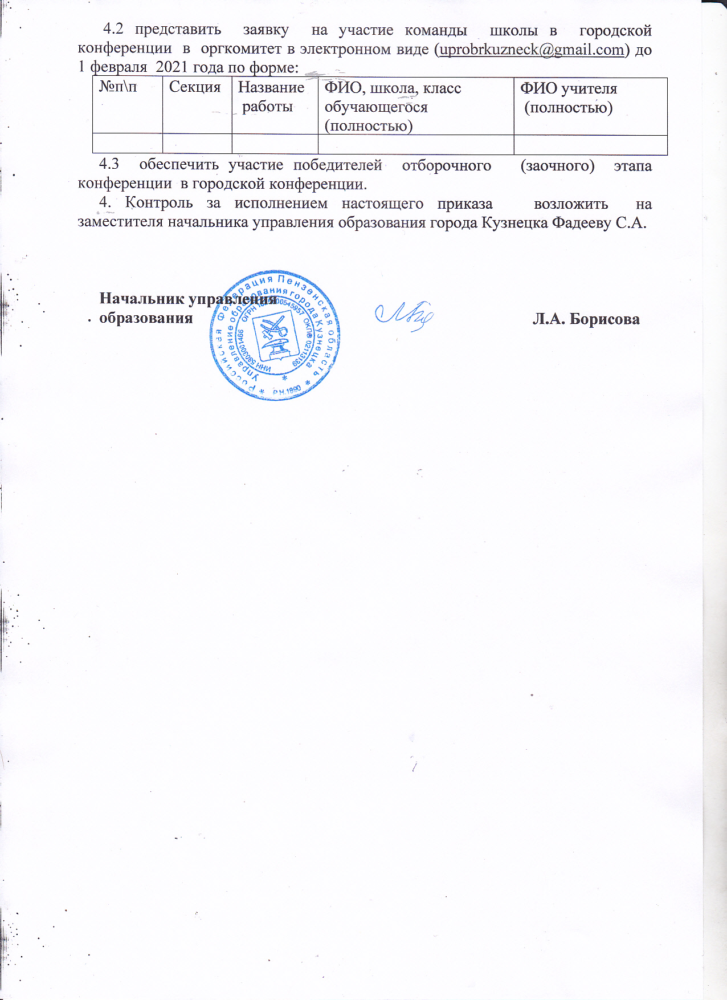 4.2 представить заявку на участие команды школы в городской
конференции в оргкомитет в электронном виде (uprobrkuzneck@gmail.com) до
1 февраля 2021 года по форме:
№п\п Секция Название работы ФИО, школа, класс обучающегося (полностью) ФИО учителя (полностью)
4.3 обеспечить участие победителей отборочного (заочного) этапа
конференции в городской конференции.
4. Контроль за исполнением настоящего приказа возложить на
заместителя начальника управления образования города Кузнецка Фадееву С.А.
Начальник управления
образования Л.А. Борисова
Российская Федерация Пензенская область
Управление образования города Кузнецка
ИНН 5803001466 ОГРН ОКПО 02113139
РН.1890